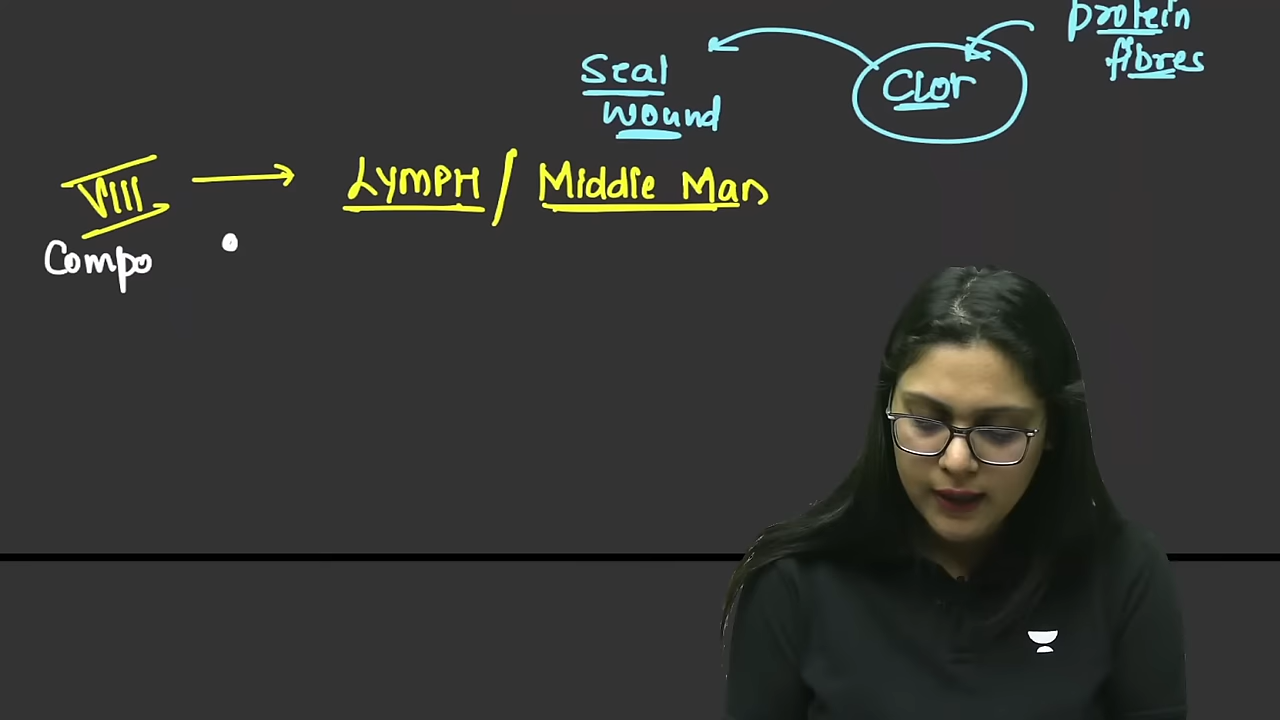 protein
fibres
Clot
Seal
wound
VIII → Lymph / Middle Man
Compo